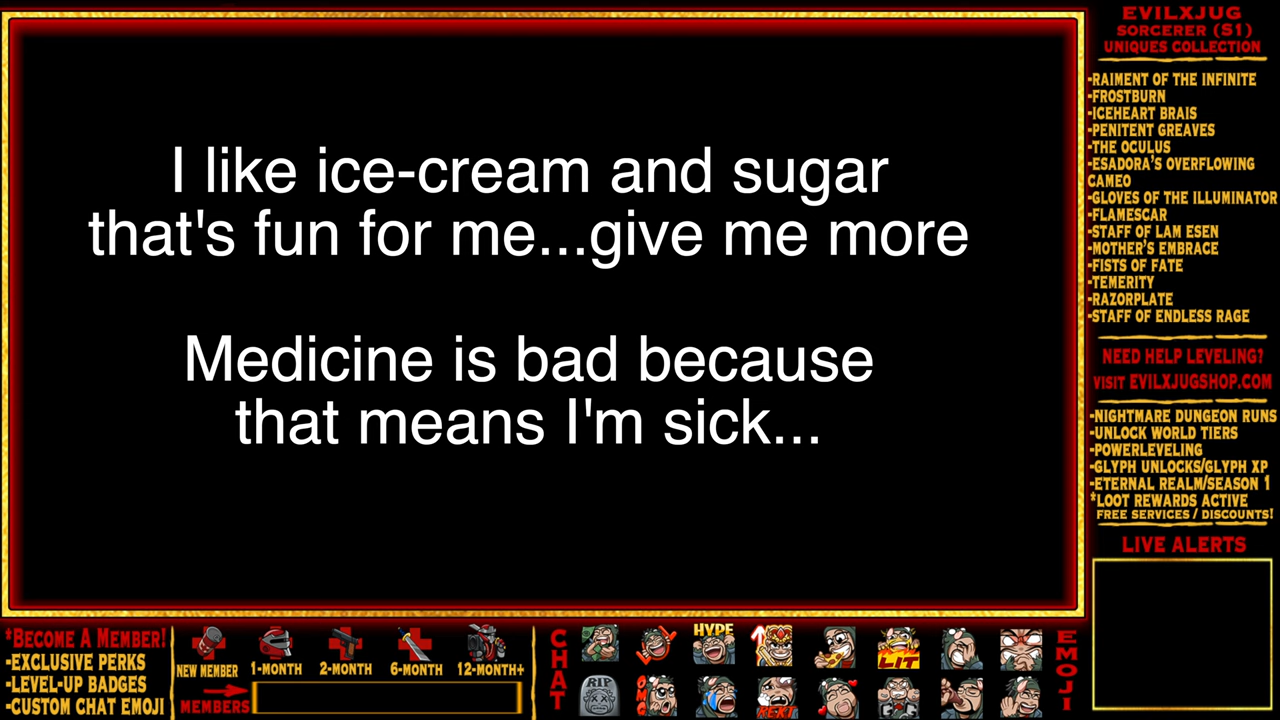 I like ice-cream and sugar
that's fun for me...give me more
Medicine is bad because
that means I'm sick...
EVILXJUG
SORCERER (S1)
UNIQUES COLLECTION
-RAIMENT OF THE INFINITE
-FROSTBURN
-ICEHEART BRAIS
-PENITENT GREAVES
-THE OCULUS
-ESADORA'S OVERFLOWING
CAMEO
-GLOVES OF THE ILLUMINATOR
-FLAMESCAR
-STAFF OF LAM ESEN
-MOTHER'S EMBRACE
-FISTS OF FATE
-TEMERITY
-RAZORPLATE
-STAFF OF ENDLESS RAGE
NEED HELP LEVELING?
VISIT EVILXJUGSHOP.COM
-NIGHTMARE DUNGEON RUNS
-UNLOCK WORLD TIERS
-POWERLEVELING
-GLYPH UNLOCKS/GLYPH XP
-ETERNAL REALM/SEASON 1
*LOOT REWARDS ACTIVE
FREE SERVICES / DISCOUNTS!
LIVE ALERTS
*BECOME A MEMBER!
-EXCLUSIVE PERKS
-LEVEL-UP BADGES
-CUSTOM CHAT EMOJI
NEW MEMBER
1-MONTH
2-MONTH
6-MONTH
12-MONTH+
MEMBERS
CHAT
LOL
HYPE
LIT
RIP
OMG
REKT
EMOJI